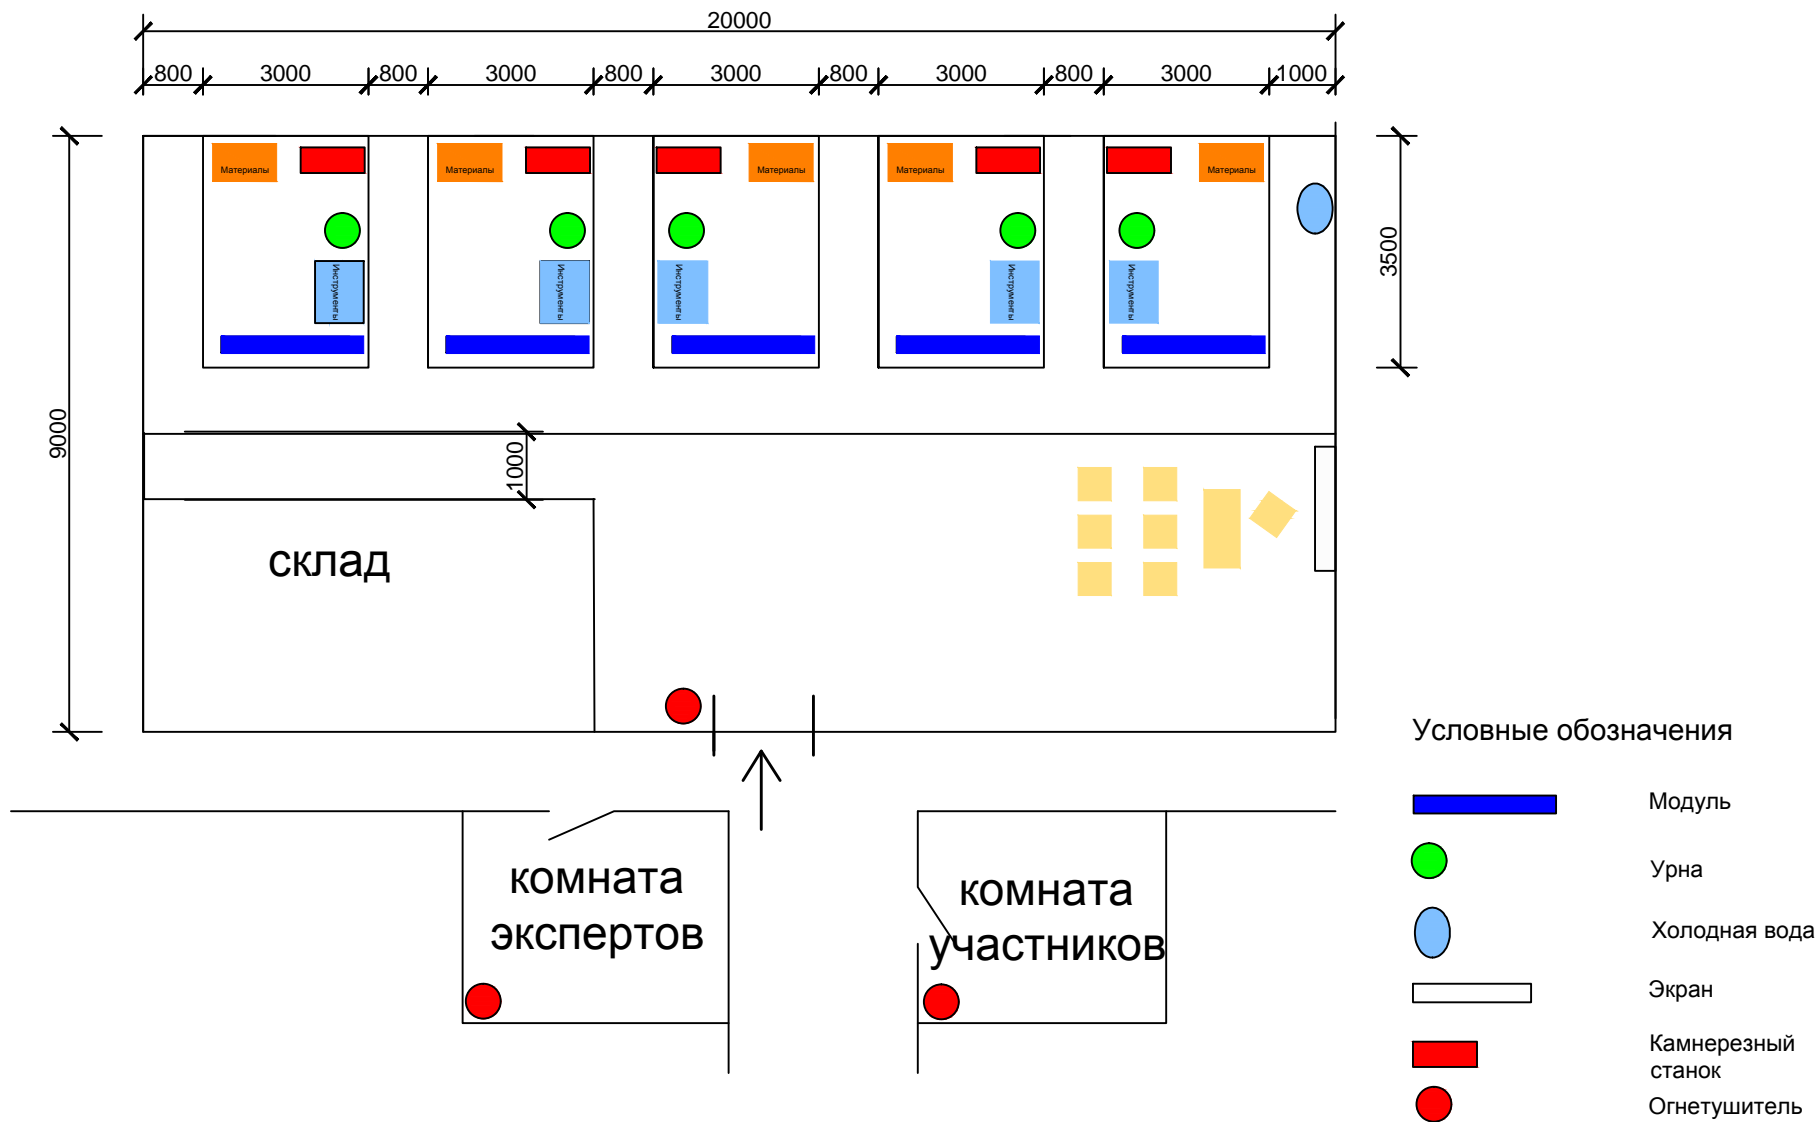 20000
800 3000 800 3000 800 3000 800 3000 800 3000 1000
Материалы Материалы Материалы Материалы Материалы
Инструменты Инструменты Инструменты Инструменты Инструменты
3500
9000
1000
склад
комната
экспертов
комната
участников
Условные обозначения
Модуль
Урна
Холодная вода
Экран
Камнерезный
станок
Огнетушитель